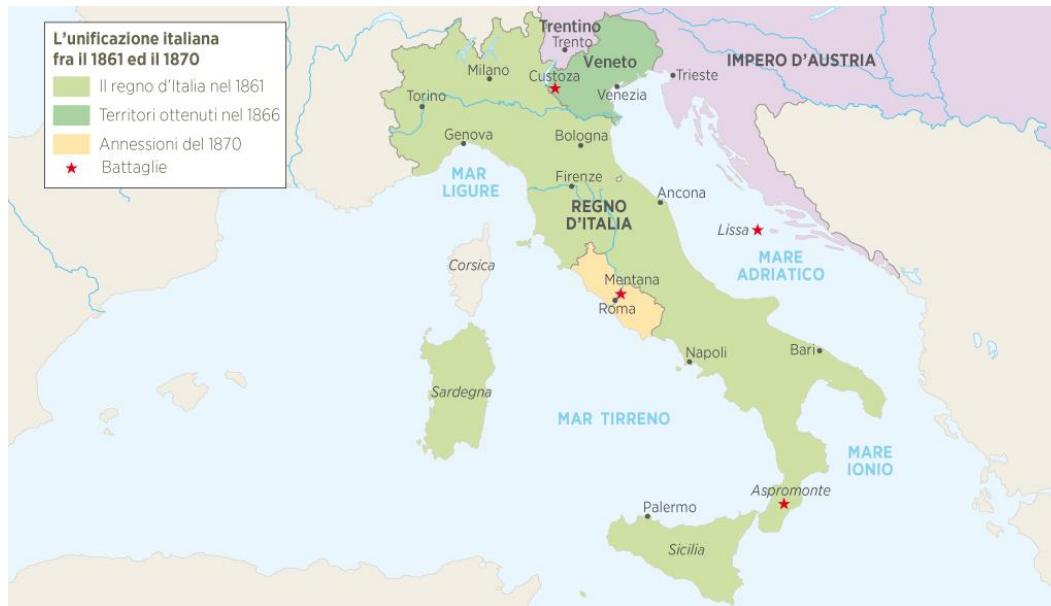 L'unificazione italiana
fra il 1861 ed il 1870
Il regno d'Italia nel 1861
Territori ottenuti nel 1866
Annessioni del 1870
Battaglie
Trentino
Trento
Veneto
IMPERO D'AUSTRIA
Milano
Custoza
Trieste
Venezia
Torino
Genova
Bologna
MAR
LIGURE
Firenze
Ancona
REGNO
D'ITALIA
Lissa
MARE
ADRIATICO
Corsica
Mentana
Roma
Napoli
Bari
Sardegna
MAR TIRRENO
MARE
IONIO
Aspromonte
Palermo
Sicilia